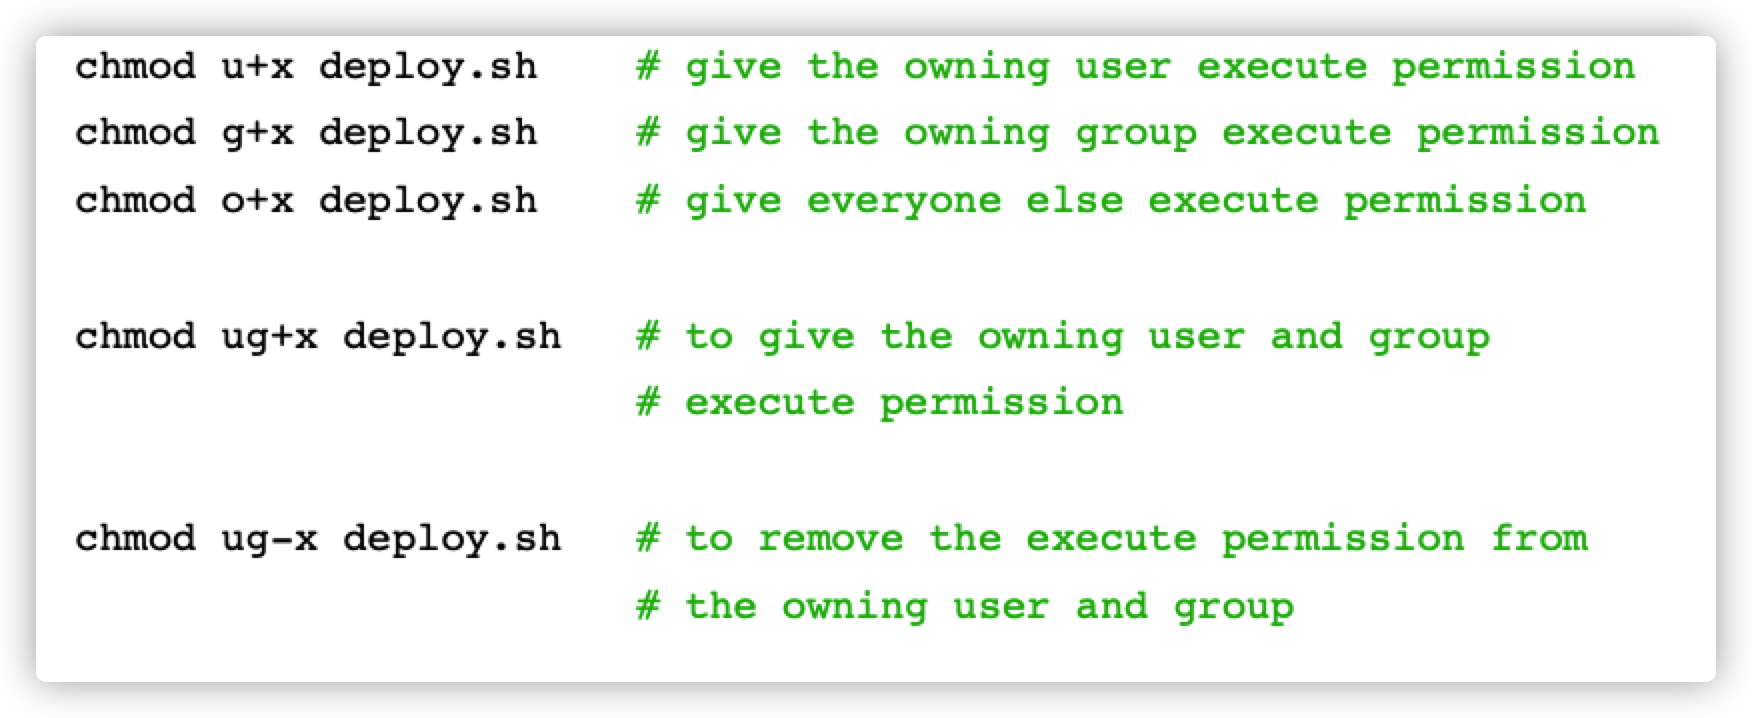 chmod u+x deploy.sh    # give the owning user execute permission
chmod g+x deploy.sh    # give the owning group execute permission
chmod o+x deploy.sh    # give everyone else execute permission
chmod ug+x deploy.sh   # to give the owning user and group
# execute permission
chmod ug-x deploy.sh   # to remove the execute permission from
# the owning user and group